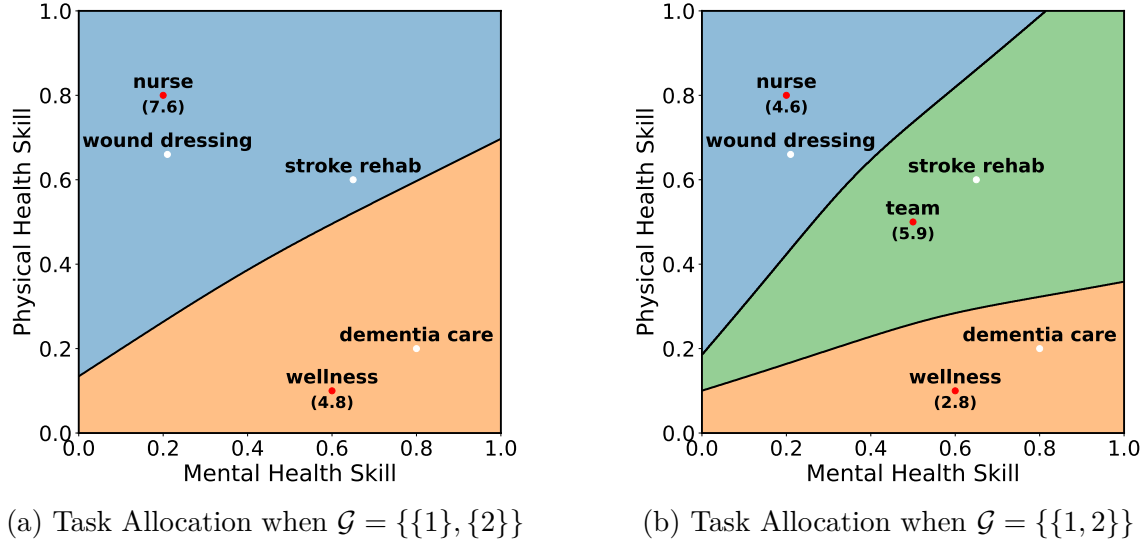 1.0
0.8
0.6
0.4
0.2
0.0
Physical Health Skill
nurse
(7.6)
wound dressing
stroke rehab
dementia care
wellness
(4.8)
0.0 0.2 0.4 0.6 0.8 1.0
Mental Health Skill
(a) Task Allocation when 𝒢 = {{1}, {2}}
1.0
0.8
0.6
0.4
0.2
0.0
Physical Health Skill
nurse
(4.6)
wound dressing
stroke rehab
team
(5.9)
dementia care
wellness
(2.8)
0.0 0.2 0.4 0.6 0.8 1.0
Mental Health Skill
(b) Task Allocation when 𝒢 = {{1, 2}}